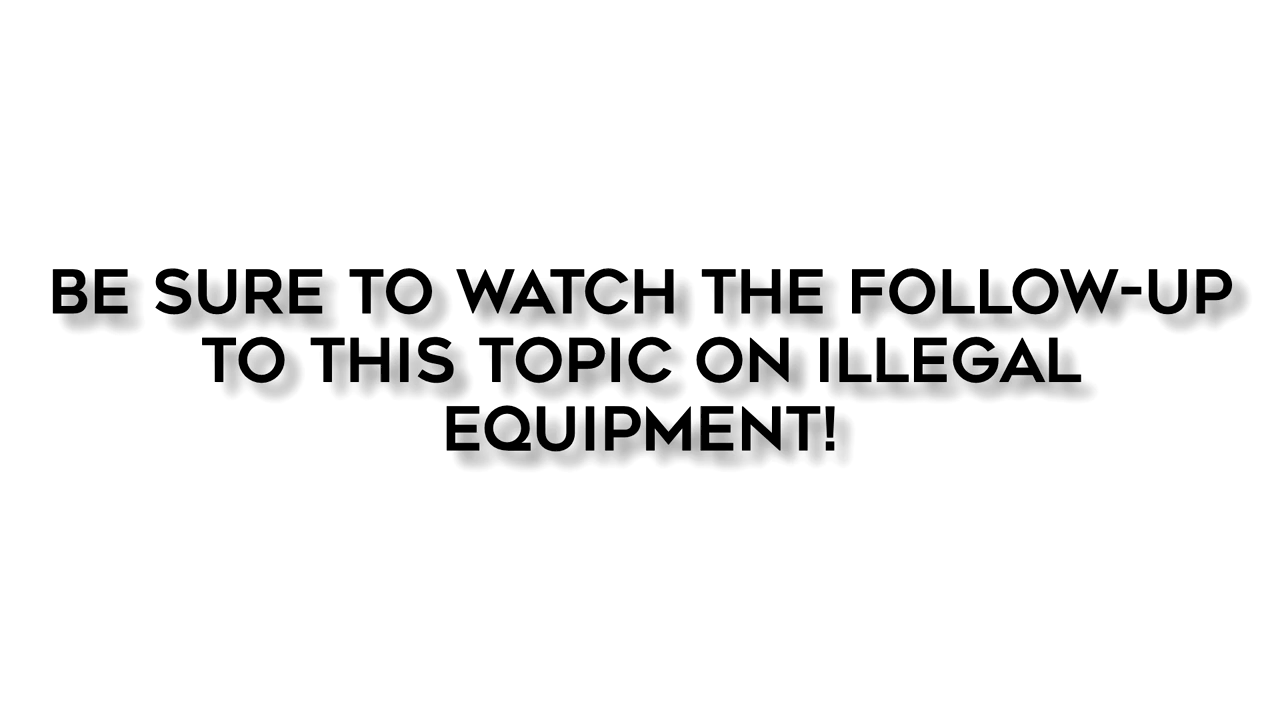 BE SURE TO WATCH THE FOLLOW-UP
TO THIS TOPIC ON ILLEGAL
EQUIPMENT!